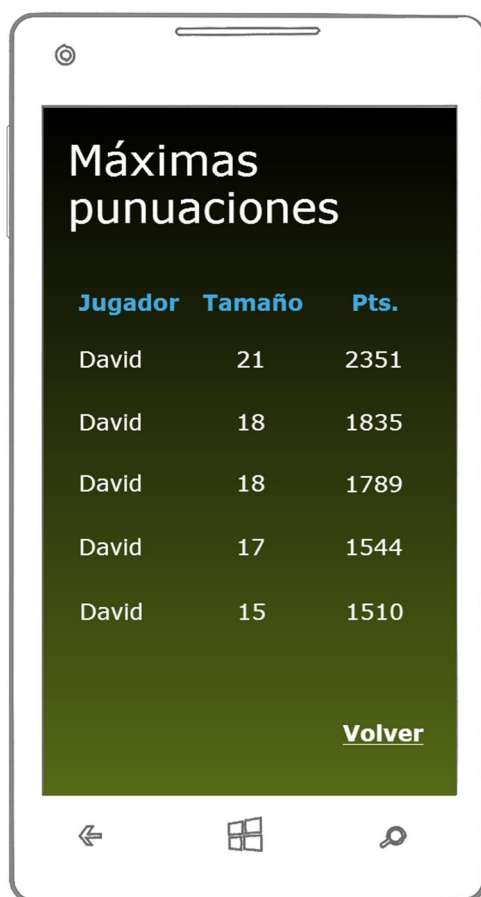 Máximas
punuaciones
Jugador Tamaño Pts.
David 21 2351
David 18 1835
David 18 1789
David 17 1544
David 15 1510
Volver